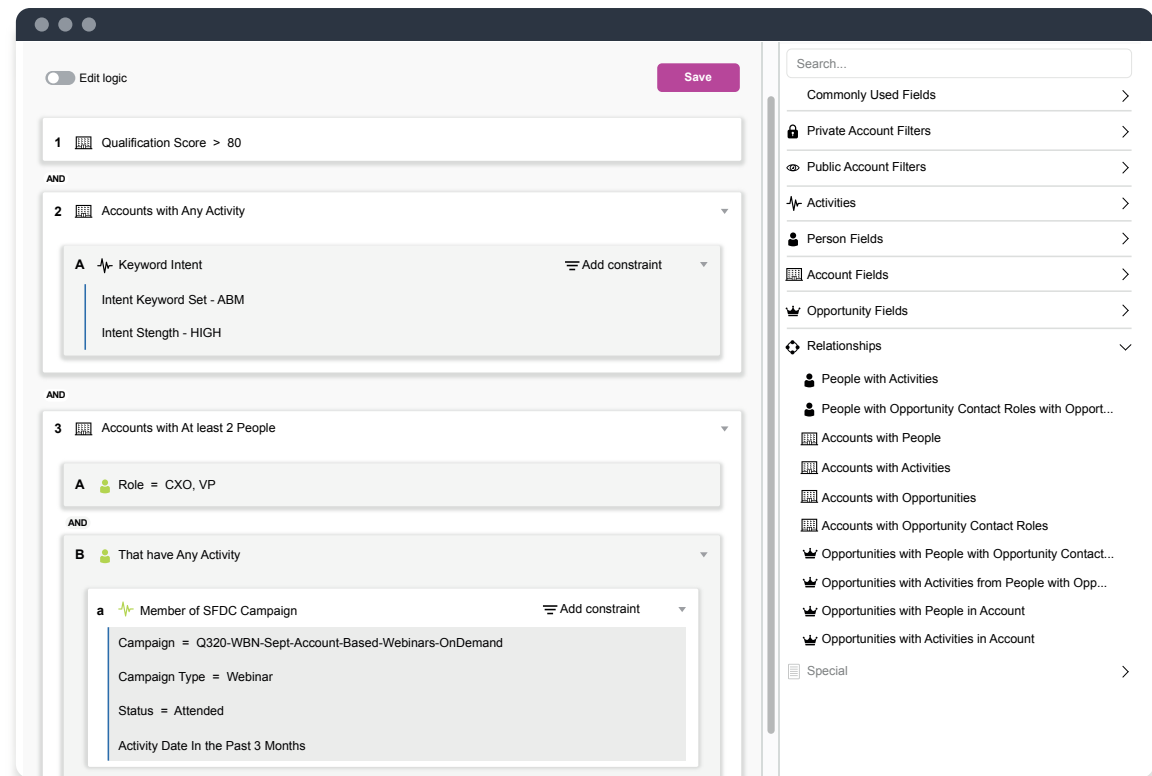 Edit logic
Save
1 Qualification Score > 80
AND
2 Accounts with Any Activity
A Keyword Intent Add constraint
Intent Keyword Set - ABM
Intent Stength - HIGH
AND
3 Accounts with At least 2 People
A Role = CXO, VP
AND
B That have Any Activity
a Member of SFDC Campaign Add constraint
Campaign = Q320-WBN-Sept-Account-Based-Webinars-OnDemand
Campaign Type = Webinar
Status = Attended
Activity Date In the Past 3 Months
Search...
Commonly Used Fields
Private Account Filters
Public Account Filters
Activities
Person Fields
Account Fields
Opportunity Fields
Relationships
People with Activities
People with Opportunity Contact Roles with Opport...
Accounts with People
Accounts with Activities
Accounts with Opportunities
Accounts with Opportunity Contact Roles
Opportunities with People with Opportunity Contact...
Opportunities with Activities from People with Opp...
Opportunities with People in Account
Opportunities with Activities in Account
Special